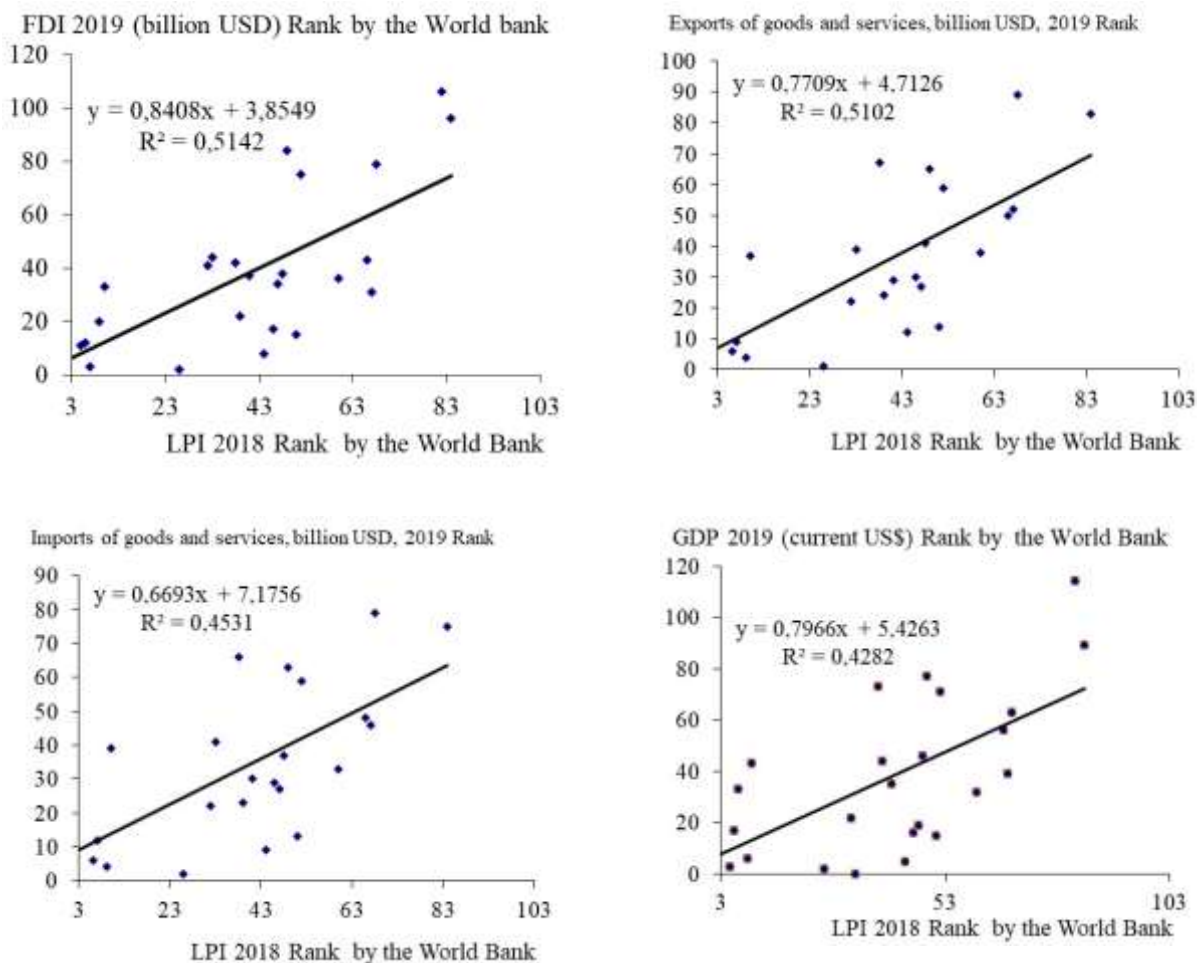 FDI 2019 (billion USD) Rank by the World bank
120
100
80
60
40
20
0
y = 0,8408x + 3,8549
R² = 0,5142
3 23 43 63 83 103
LPI 2018 Rank by the World Bank
Exports of goods and services, billion USD, 2019 Rank
100
90
80
70
60
50
40
30
20
10
0
y = 0,7709x + 4,7126
R² = 0,5102
3 23 43 63 83 103
LPI 2018 Rank by the World Bank
Imports of goods and services, billion USD, 2019 Rank
90
80
70
60
50
40
30
20
10
0
y = 0,6693x + 7,1756
R² = 0,4531
3 23 43 63 83 103
LPI 2018 Rank by the World Bank
GDP 2019 (current US$) Rank by the World Bank
120
100
80
60
40
20
0
y = 0,7966x + 5,4263
R² = 0,4282
3 53 103
LPI 2018 Rank by the World Bank